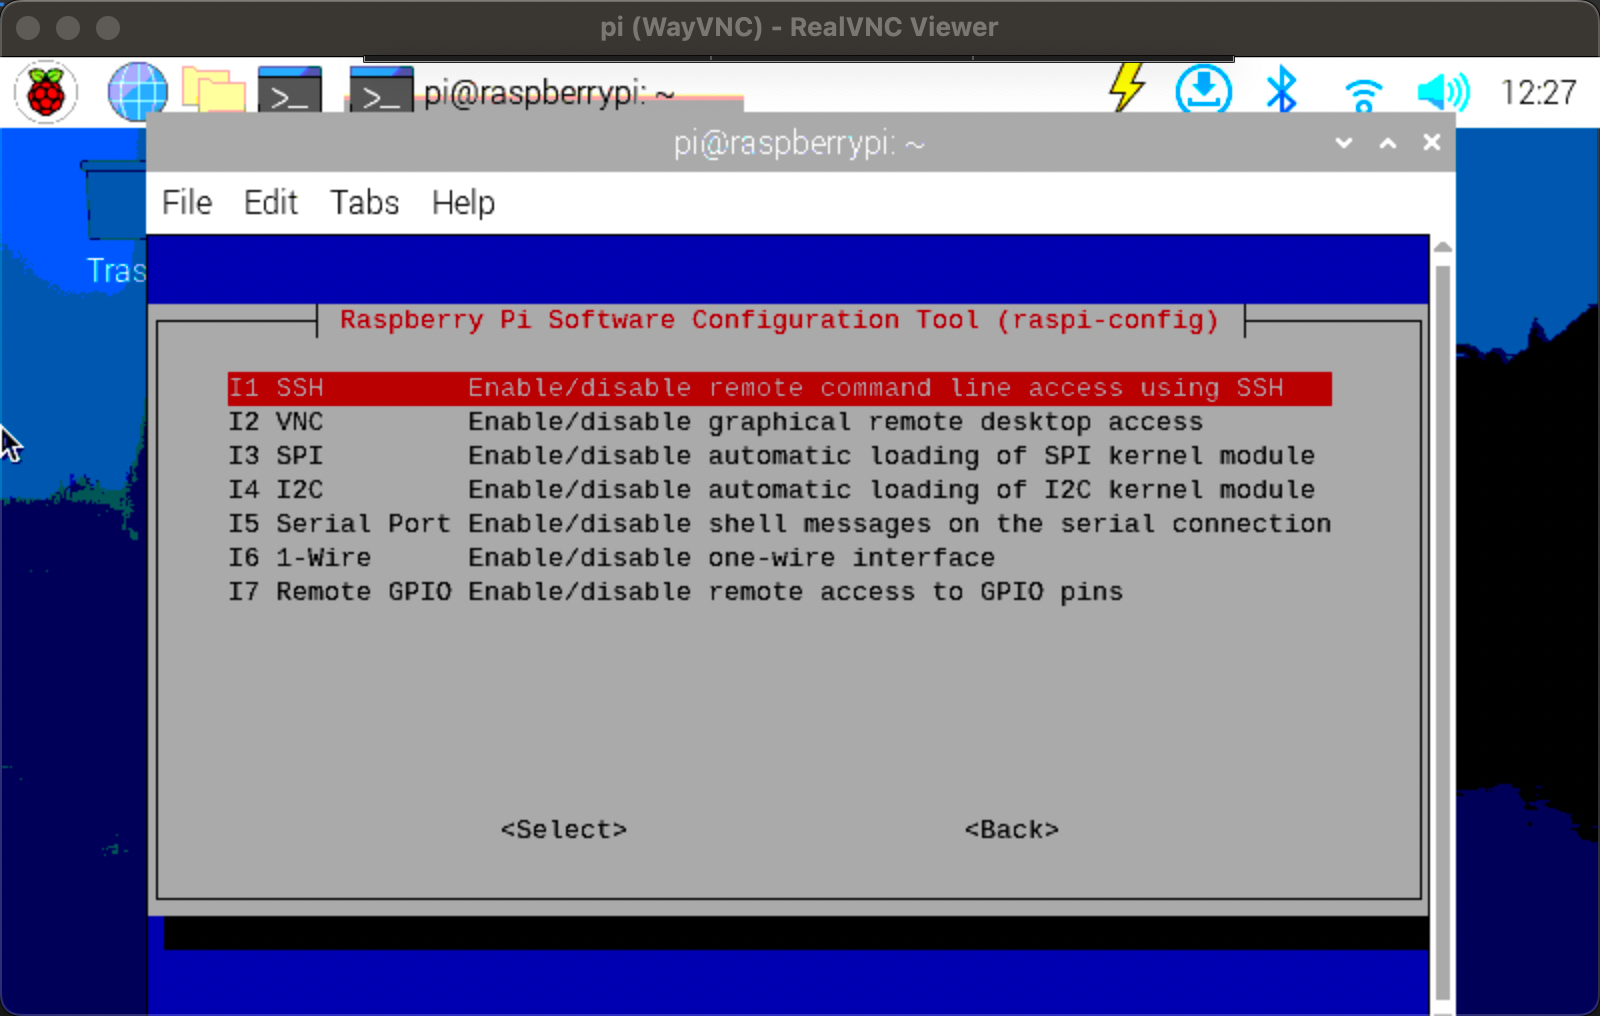 pi (WayVNC) - RealVNC Viewer
>_ >_ pi@raspberrypi: ~ 12:27
pi@raspberrypi: ~
File Edit Tabs Help
Raspberry Pi Software Configuration Tool (raspi-config)
I1 SSH Enable/disable remote command line access using SSH
I2 VNC Enable/disable graphical remote desktop access
I3 SPI Enable/disable automatic loading of SPI kernel module
I4 I2C Enable/disable automatic loading of I2C kernel module
I5 Serial Port Enable/disable shell messages on the serial connection
I6 1-Wire Enable/disable one-wire interface
I7 Remote GPIO Enable/disable remote access to GPIO pins
<Select> <Back>
Tras